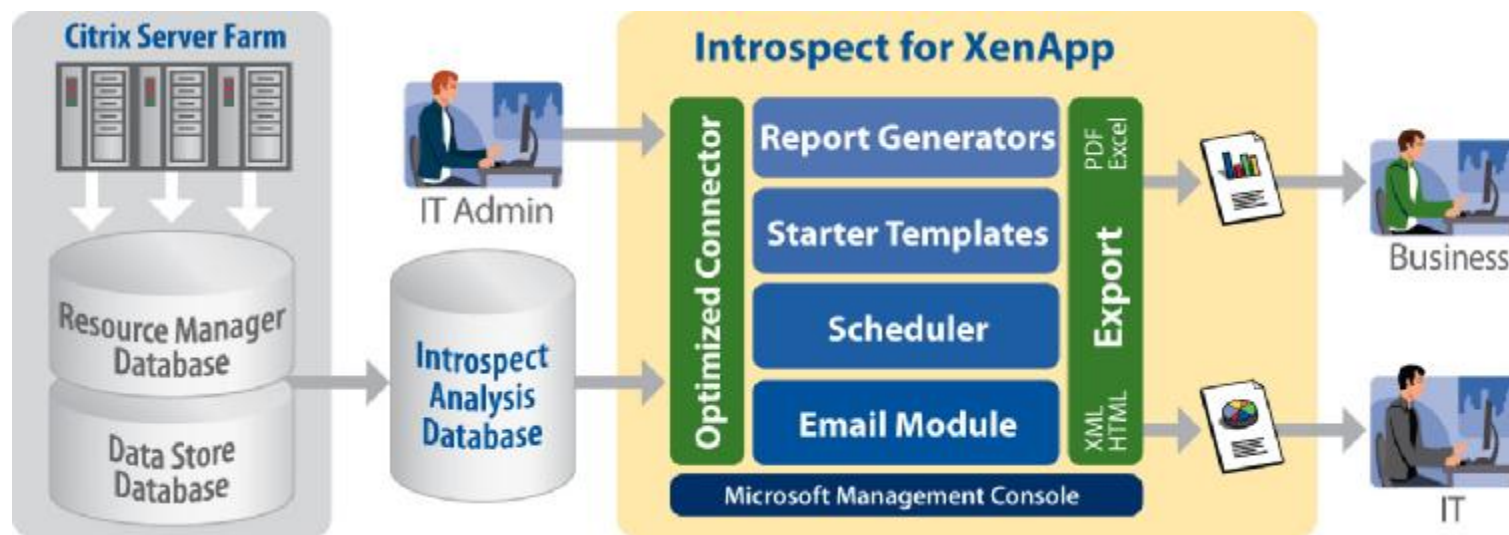 Citrix Server Farm
Resource Manager
Database
Data Store
Database
IT Admin
Introspect
Analysis
Database
Introspect for XenApp
Optimized Connector
Report Generators
Starter Templates
Scheduler
Email Module
PDF
Excel
Export
XML
HTML
Microsoft Management Console
Business
IT